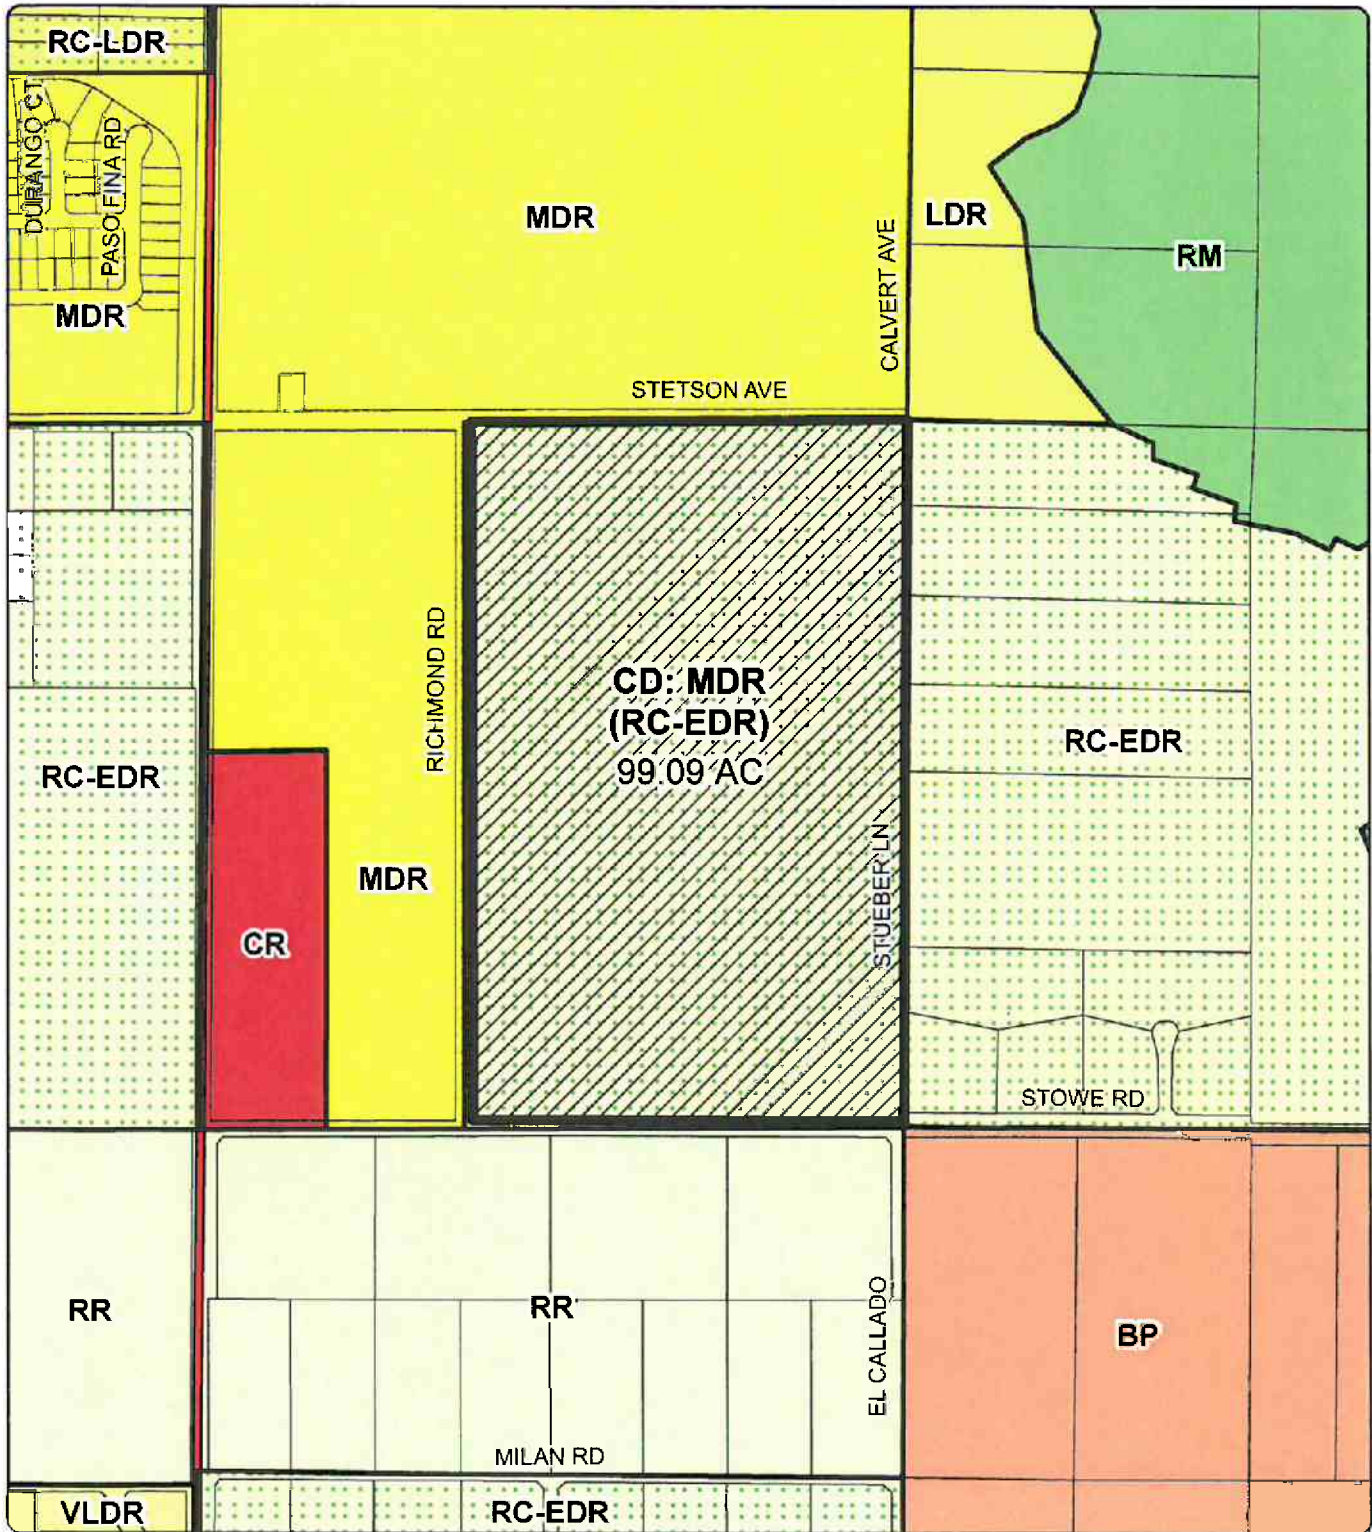 RC-LDR
DURANGO CT
PASO FINA RD
MDR
MDR
LDR
CALVERT AVE
RM
STETSON AVE
RICHMOND RD
CD: MDR
(RC-EDR)
99.09 AC
RC-EDR
RC-EDR
MDR
STUEBER LN
CR
STOWE RD
RR
RR
EL CALLADO
BP
MILAN RD
VLDR
RC-EDR